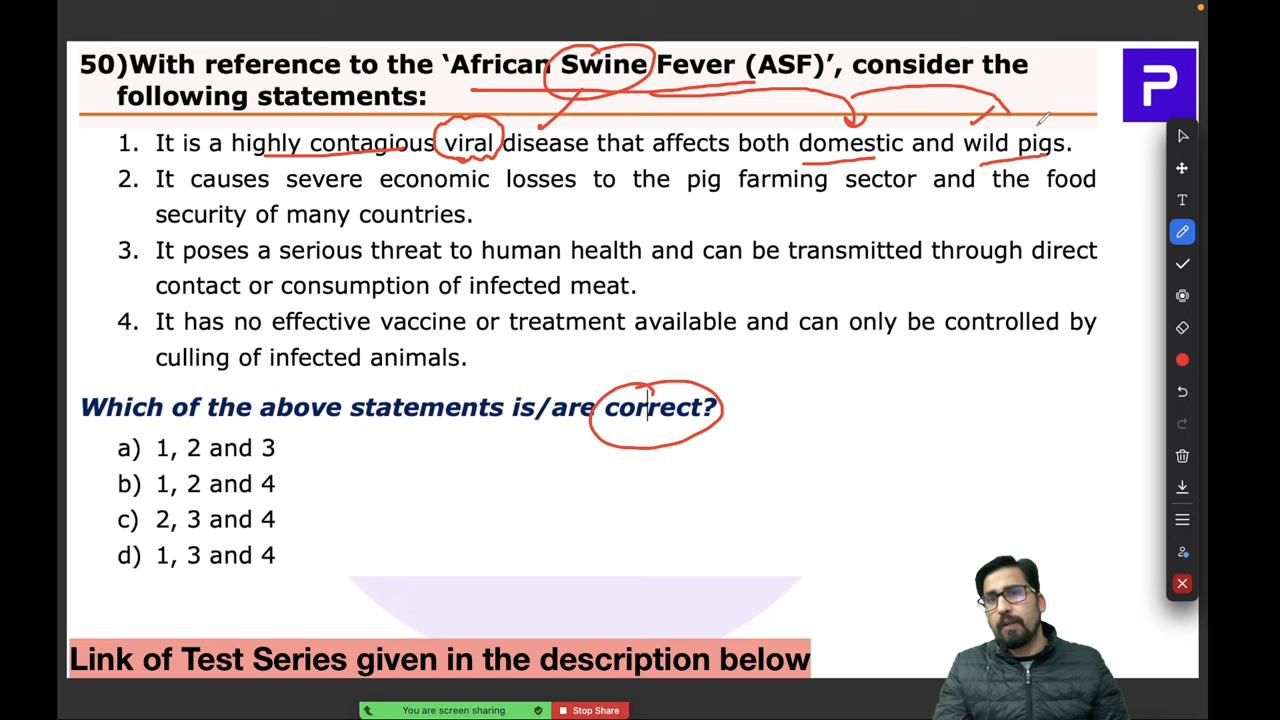 50)With reference to the ‘African Swine Fever (ASF)’, consider the
following statements:
1. It is a highly contagious viral disease that affects both domestic and wild pigs.
2. It causes severe economic losses to the pig farming sector and the food
security of many countries.
3. It poses a serious threat to human health and can be transmitted through direct
contact or consumption of infected meat.
4. It has no effective vaccine or treatment available and can only be controlled by
culling of infected animals.
Which of the above statements is/are correct?
a) 1, 2 and 3
b) 1, 2 and 4
c) 2, 3 and 4
d) 1, 3 and 4
Link of Test Series given in the description below
You are screen sharing
Stop Share
P
T